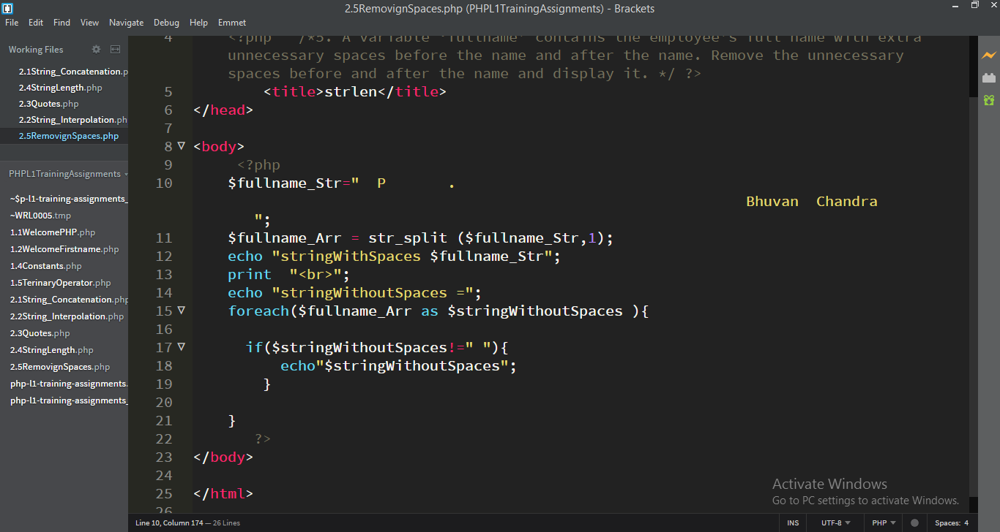 2.5RemovignSpaces.php (PHPL1TrainingAssignments) - Brackets
File Edit Find View Navigate Debug Help Emmet
Working Files
2.1String_Concatenation.p
2.4StringLength.php
2.3Quotes.php
2.2String_Interpolation.ph
2.5RemovignSpaces.php
PHPL1TrainingAssignments
~$p-l1-training-assignments_
~WRL0005.tmp
1.1WelcomePHP.php
1.2WelcomeFirstname.php
1.4Constants.php
1.5TerinaryOperator.php
2.1String_Concatenation.php
2.2String_Interpolation.php
2.3Quotes.php
2.4StringLength.php
2.5RemovignSpaces.php
php-l1-training-assignments.
php-l1-training-assignments_
4 <?php /*5. A variable 'fullname' contains the employee's full name with extra
unnecessary spaces before the name and after the name. Remove the unnecessary
spaces before and after the name and display it. */ ?>
5 <title>strlen</title>
6 </head>
7
8 <body>
9 <?php
10 $fullname_Str="  P       .
Bhuvan  Chandra
";
11 $fullname_Arr = str_split ($fullname_Str,1);
12 echo "stringWithSpaces $fullname_Str";
13 print  "<br>";
14 echo "stringWithoutSpaces =";
15 foreach($fullname_Arr as $stringWithoutSpaces ){
16
17 if($stringWithoutSpaces!=" "){
18 echo"$stringWithoutSpaces";
19 }
20
21 }
22 ?>
23 </body>
24
25 </html>
26
Activate Windows
Go to PC settings to activate Windows.
Line 10, Column 174 — 26 Lines
INS UTF-8 PHP Spaces: 4